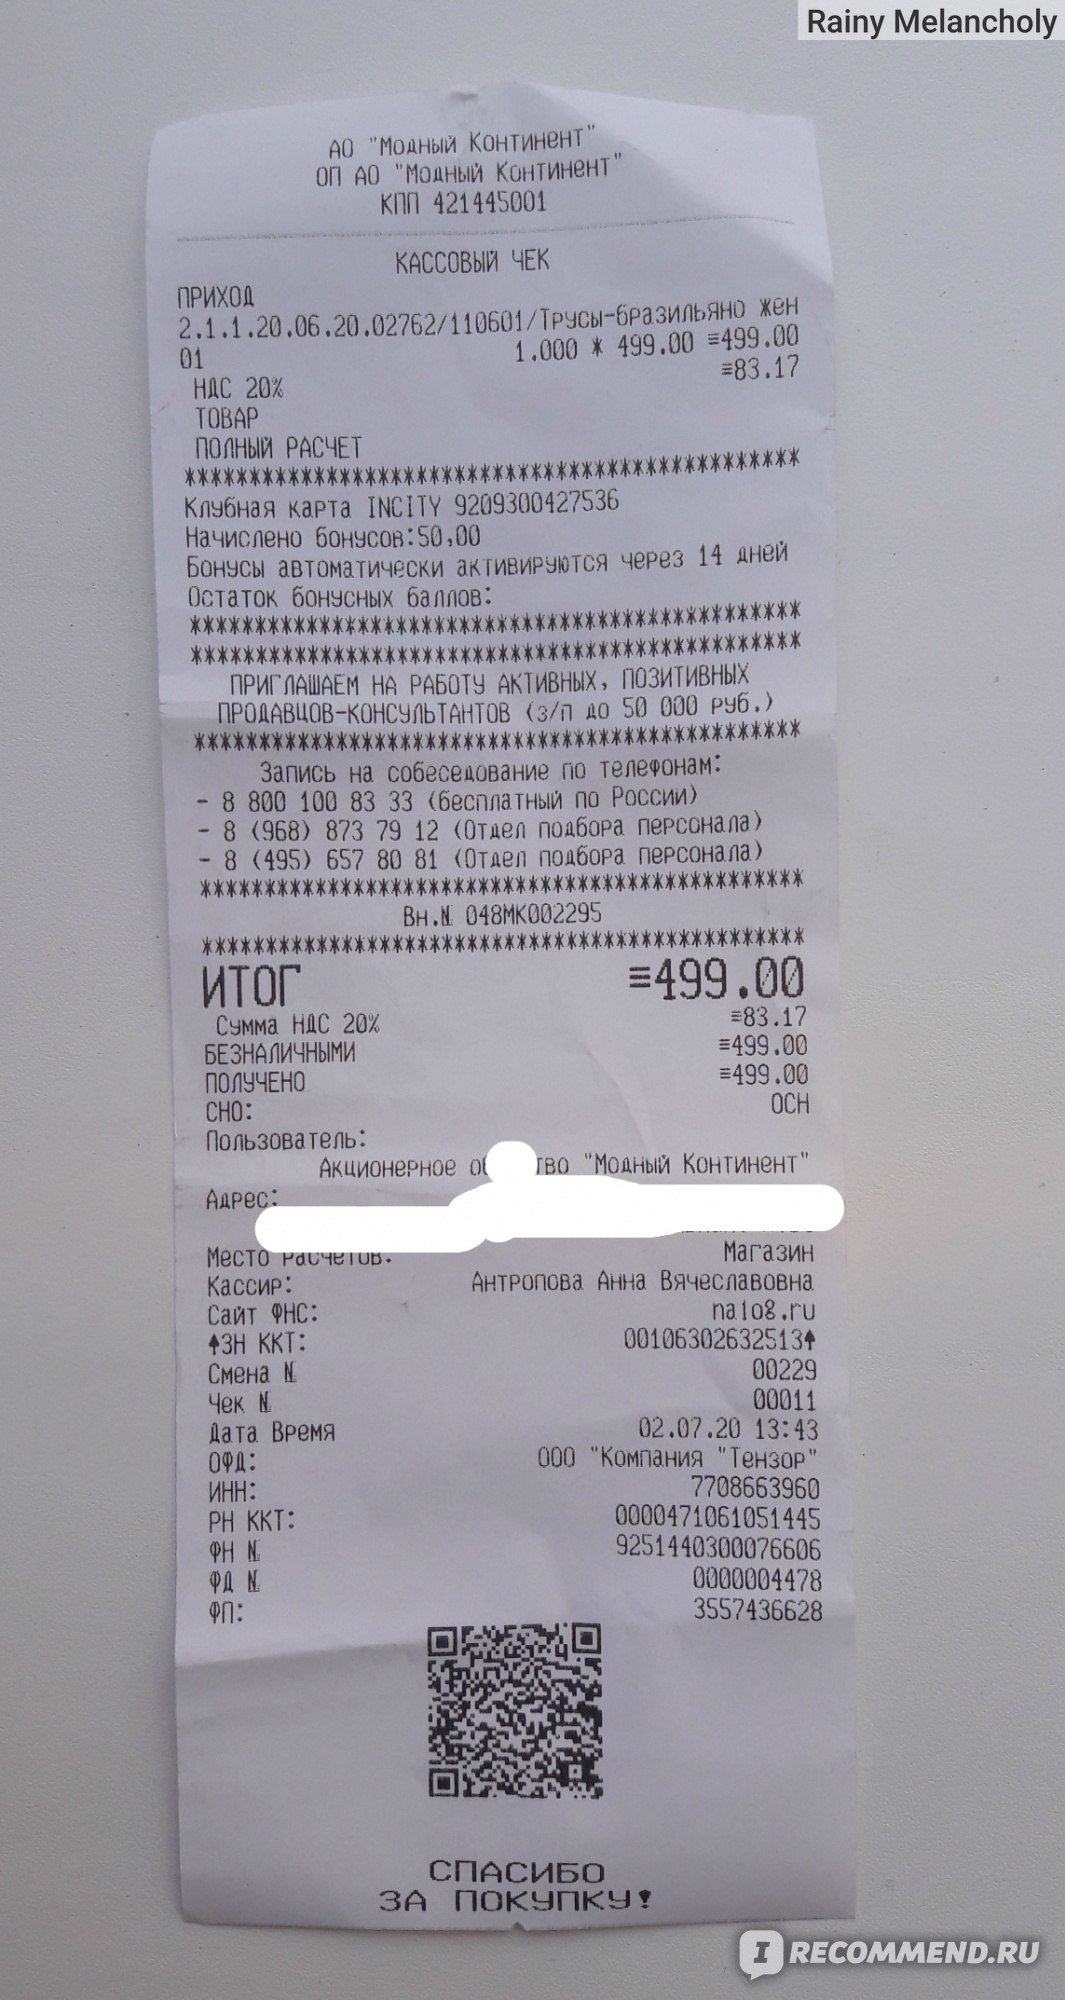 Rainy Melancholy
АО "Модный Континент"
ОП АО "Модный Континент"
КПП 421445001
КАССОВЫЙ ЧЕК
ПРИХОД
2.1.1.20.06.20.02762/110601/Трусы-бразильяно жен
01 1.000 * 499.00 ≡499.00
НДС 20% ≡83.17
ТОВАР
ПОЛНЫЙ РАСЧЕТ
************************************************
Клубная карта INCITY 9209300427536
Начислено бонусов:50,00
Бонусы автоматически активируются через 14 дней
Остаток бонусных баллов:
************************************************
************************************************
ПРИГЛАШАЕМ НА РАБОТУ АКТИВНЫХ, ПОЗИТИВНЫХ
ПРОДАВЦОВ-КОНСУЛЬТАНТОВ (з/п до 50 000 руб.)
************************************************
Запись на собеседование по телефонам:
- 8 800 100 83 33 (бесплатный по России)
- 8 (968) 873 79 12 (Отдел подбора персонала)
- 8 (495) 657 80 81 (Отдел подбора персонала)
************************************************
Вн.№ 048МК002295
************************************************
ИТОГ ≡499.00
Сумма НДС 20% ≡83.17
БЕЗНАЛИЧНЫМИ ≡499.00
ПОЛУЧЕНО ≡499.00
СНО: ОСН
Пользователь:
Акционерное "Модный Континент"
Адрес:
Место расчетов: Магазин
Кассир: Антропова Анна Вячеславовна
Сайт ФНС: nalog.ru
↑ЗН ККТ: 00106302632513↑
Смена № 00229
Чек № 00011
Дата Время 02.07.20 13:43
ОФД: ООО "Компания "Тензор"
ИНН: 7708663960
РН ККТ: 0000471061051445
ФН № 9251440300076606
ФД № 0000004478
ФП: 3557436628
СПАСИБО
ЗА ПОКУПКУ!
IRECOMMEND.RU